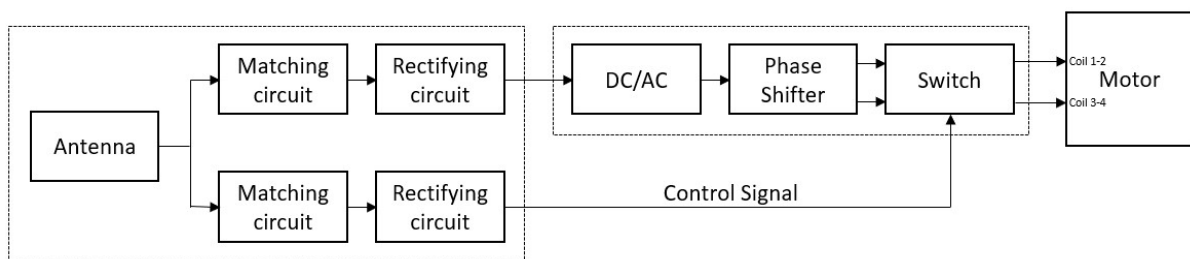 Antenna
Matching
circuit
Rectifying
circuit
DC/AC
Phase
Shifter
Switch
Coil 1-2
Coil 3-4
Motor
Matching
circuit
Rectifying
circuit
Control Signal